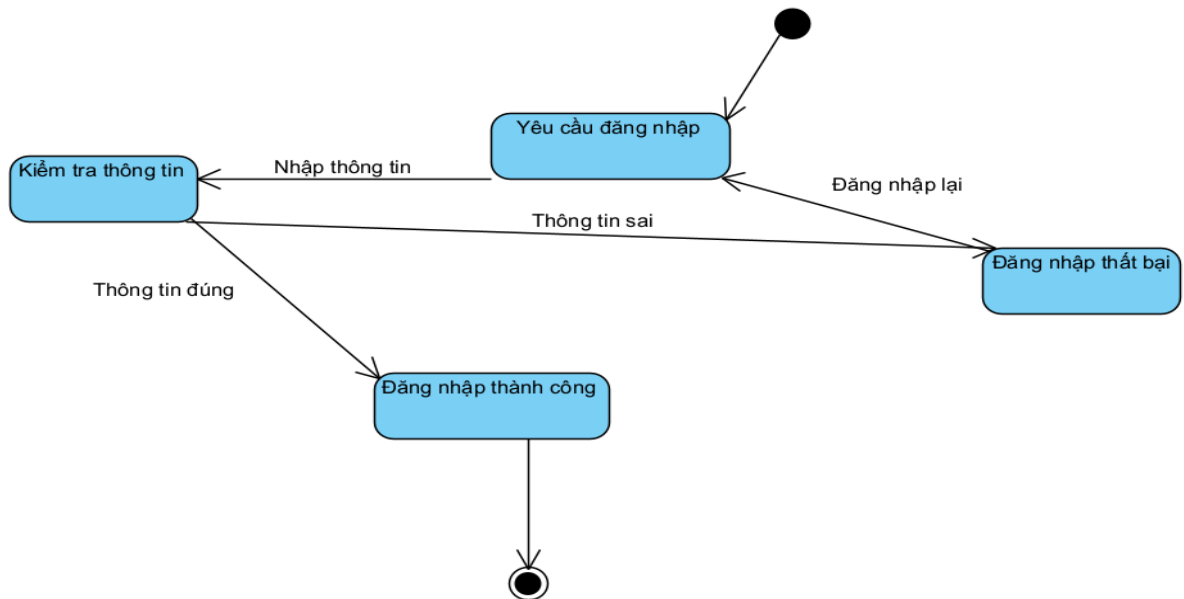 Yêu cầu đăng nhập
Nhập thông tin
Kiểm tra thông tin
Đăng nhập lại
Thông tin sai
Đăng nhập thất bại
Thông tin đúng
Đăng nhập thành công